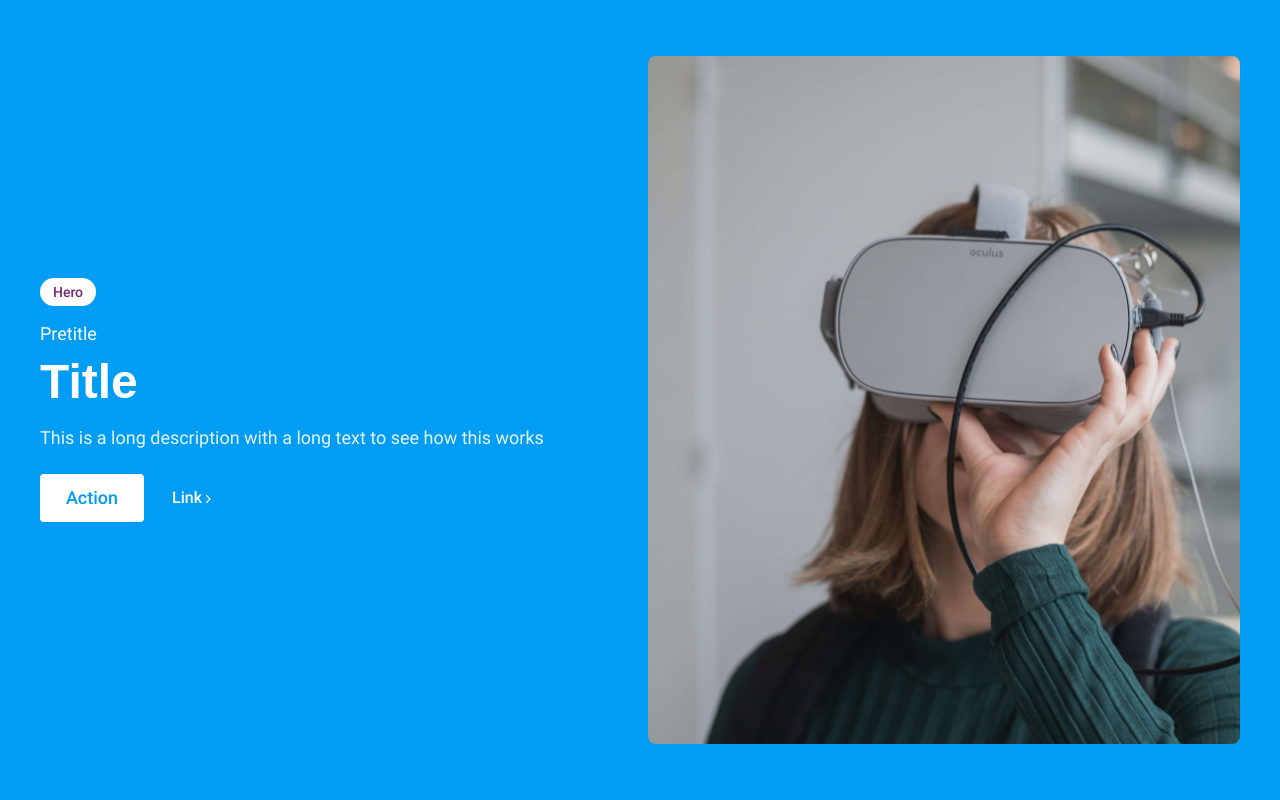 Hero
Pretitle
Title
This is a long description with a long text to see how this works
Action
Link
oculus